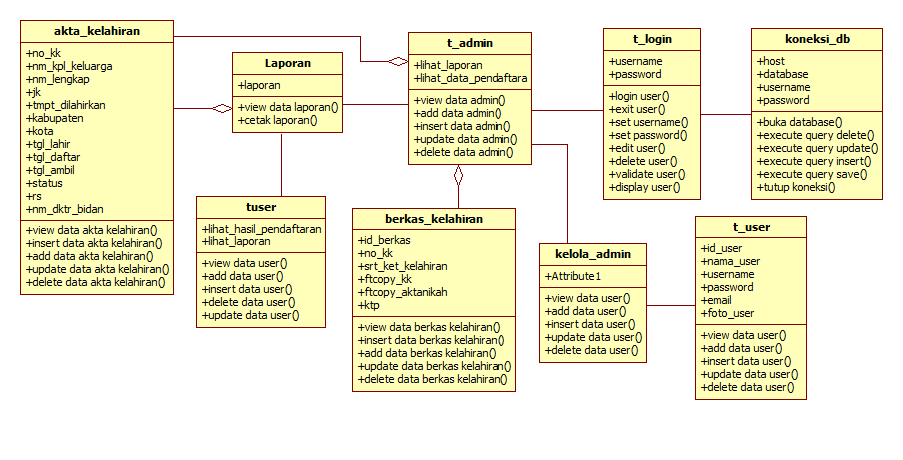 akta_kelahiran
+no_kk
+nm_kpl_keluarga
+nm_lengkap
+jk
+tmpt_dilahirkan
+kabupaten
+kota
+tgl_lahir
+tgl_daftar
+tgl_ambil
+status
+rs
+nm_dktr_bidan
+view data akta kelahiran()
+insert data akta kelahiran()
+add data akta kelahiran()
+update data akta kelahiran()
+delete data akta kelahiran()
Laporan
+laporan
+view data laporan()
+cetak laporan()
tuser
+lihat_hasil_pendaftaran
+lihat_laporan
+view data user()
+add data user()
+insert data user()
+delete data user()
+update data user()
t_admin
+lihat_laporan
+lihat_data_pendaftara
+view data admin()
+add data admin()
+insert data admin()
+update data admin()
+delete data admin()
berkas_kelahiran
+id_berkas
+no_kk
+srt_ket_kelahiran
+ftcopy_kk
+ftcopy_aktanikah
+ktp
+view data berkas kelahiran()
+insert data berkas kelahiran()
+add data berkas kelahiran()
+update data berkas kelahiran()
+delete data berkas kelahiran()
t_login
+username
+password
+login user()
+exit user()
+set username()
+set password()
+edit user()
+delete user()
+validate user()
+display user()
koneksi_db
+host
+database
+username
+password
+buka database()
+execute query delete()
+execute query update()
+execute query insert()
+execute query save()
+tutup koneksi()
kelola_admin
+Attribute1
+view data user()
+add data user()
+insert data user()
+update data user()
+delete data user()
t_user
+id_user
+nama_user
+username
+password
+email
+foto_user
+view data user()
+add data user()
+insert data user()
+update data user()
+delete data user()